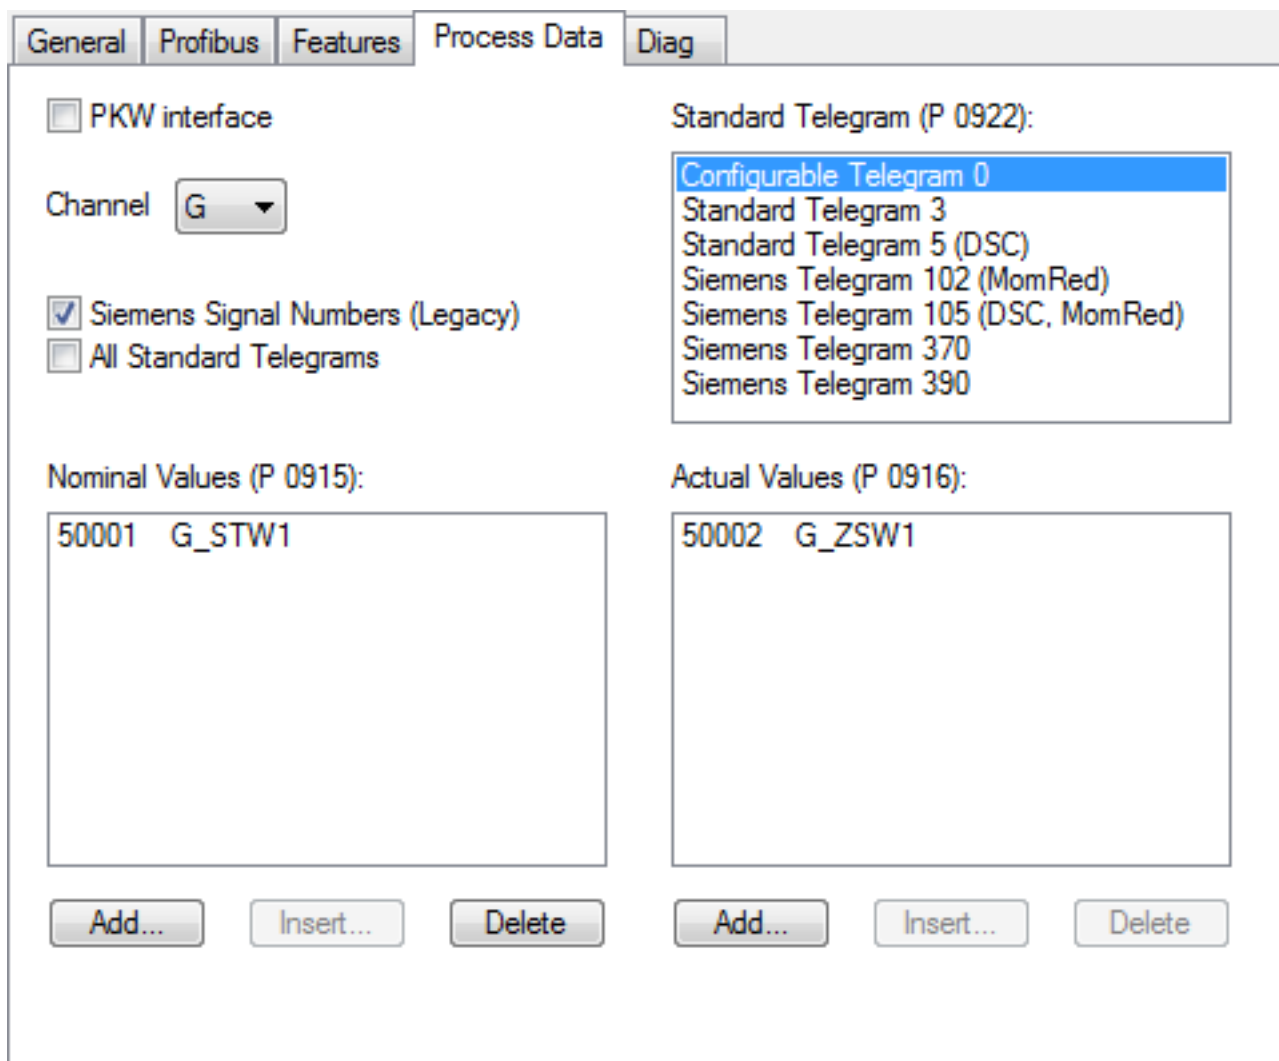 General Profibus Features Process Data Diag
PKW interface
Channel G
Siemens Signal Numbers (Legacy)
All Standard Telegrams
Standard Telegram (P 0922):
Configurable Telegram 0
Standard Telegram 3
Standard Telegram 5 (DSC)
Siemens Telegram 102 (MomRed)
Siemens Telegram 105 (DSC, MomRed)
Siemens Telegram 370
Siemens Telegram 390
Nominal Values (P 0915):
50001 G_STW1
Add... Insert... Delete
Actual Values (P 0916):
50002 G_ZSW1
Add... Insert... Delete